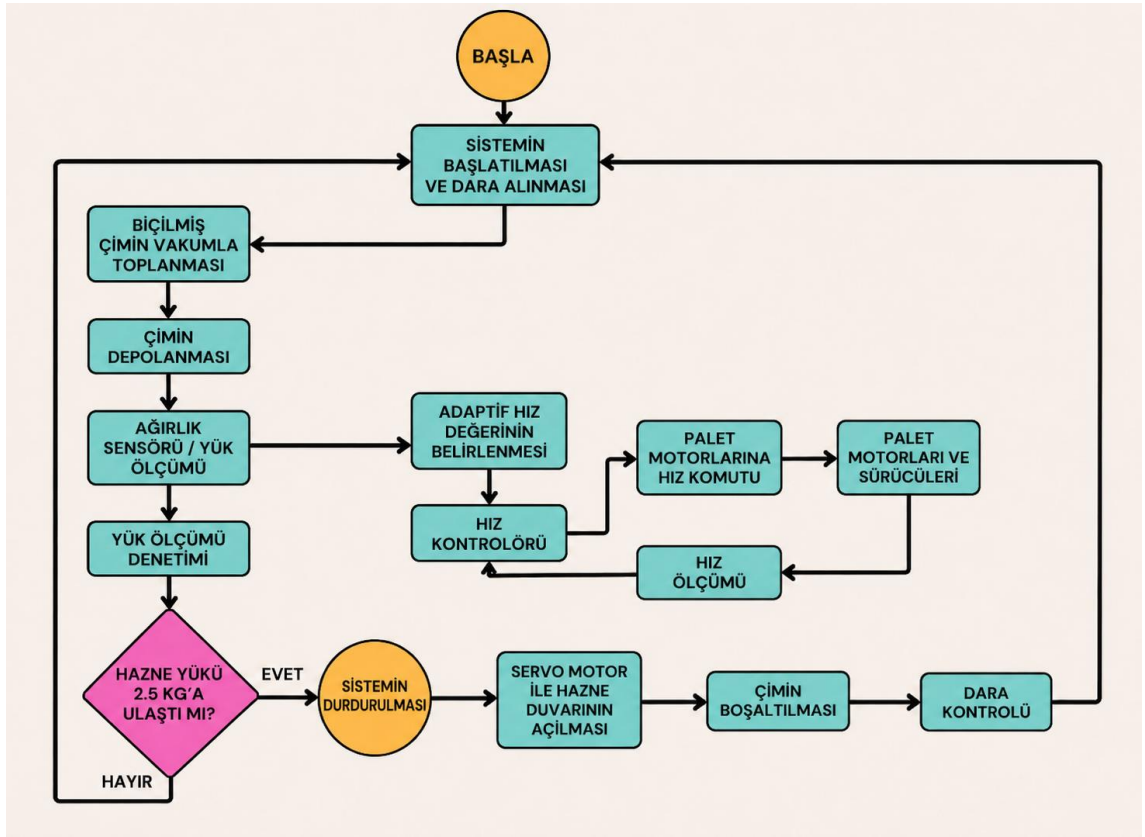 BAŞLA
SİSTEMİN
BAŞLATILMASI
VE DARA ALINMASI
BİÇİLMİŞ
ÇİMİN VAKUMLA
TOPLANMASI
ÇİMİN
DEPOLANMASI
AĞIRLIK
SENSÖRÜ / YÜK
ÖLÇÜMÜ
ADAPTİF HIZ
DEĞERİNİN
BELİRLENMESİ
PALET
MOTORLARINA
HIZ KOMUTU
PALET
MOTORLARI VE
SÜRÜCÜLERİ
HIZ
KONTROLÖRÜ
HIZ
ÖLÇÜMÜ
YÜK ÖLÇÜMÜ
DENETİMİ
HAZNE YÜKÜ
2.5 KG'A
ULAŞTI MI?
EVET
HAYIR
SİSTEMİN
DURDURULMASI
SERVO MOTOR
İLE HAZNE
DUVARININ
AÇILMASI
ÇİMİN
BOŞALTILMASI
DARA
KONTROLÜ